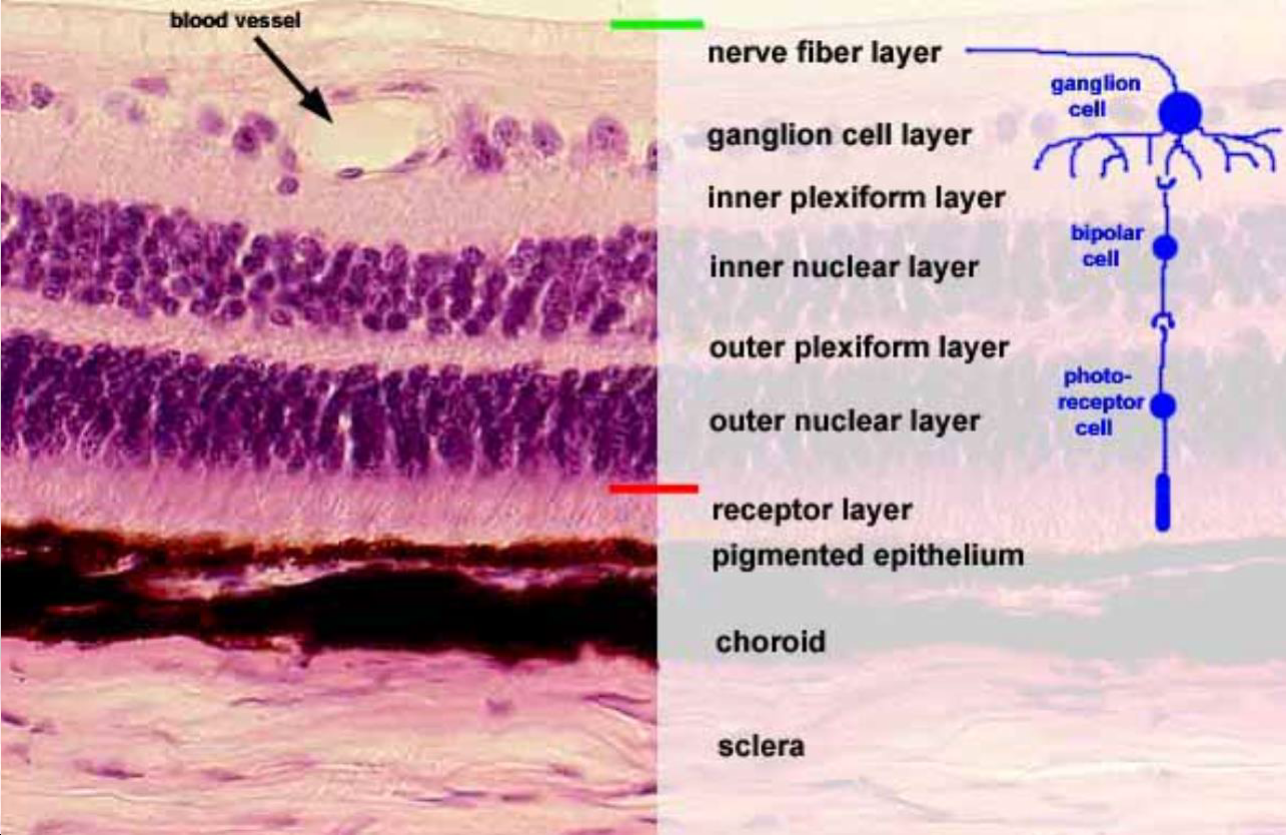 blood vessel
nerve fiber layer
ganglion
cell
ganglion cell layer
inner plexiform layer
bipolar
cell
inner nuclear layer
outer plexiform layer
photo-
receptor
cell
outer nuclear layer
receptor layer
pigmented epithelium
choroid
sclera